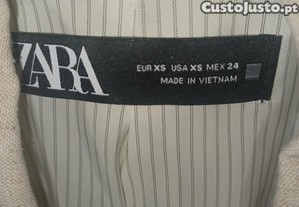 CustoJusto.pt
ZARA
EUR XS USA XS MEX 24
MADE IN VIETNAM